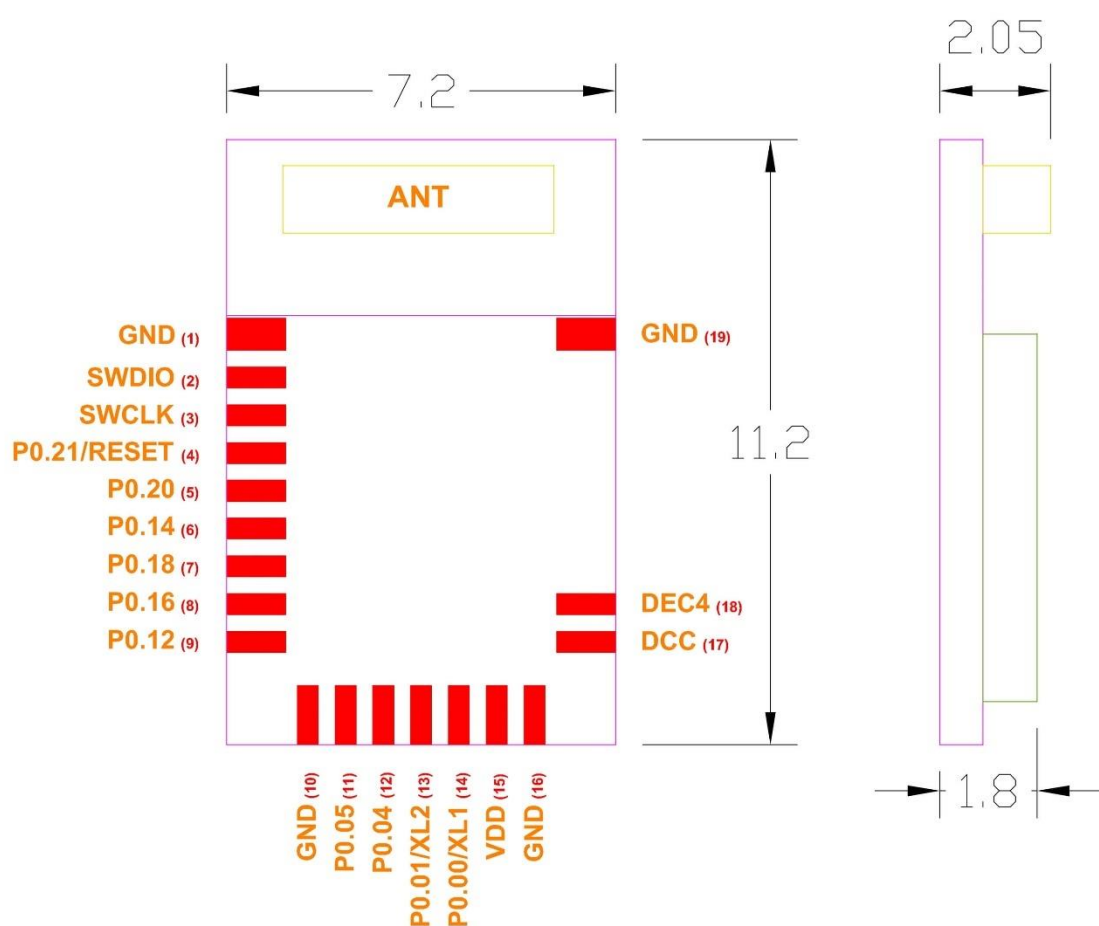 2.05
7.2
ANT
GND (1)
GND (19)
SWDIO (2)
SWCLK (3)
P0.21/RESET (4)
11.2
P0.20 (5)
P0.14 (6)
P0.18 (7)
P0.16 (8)
DEC4 (18)
P0.12 (9)
DCC (17)
1.8
GND (10)
P0.05 (11)
P0.04 (12)
P0.01/XL2 (13)
P0.00/XL1 (14)
VDD (15)
GND (16)